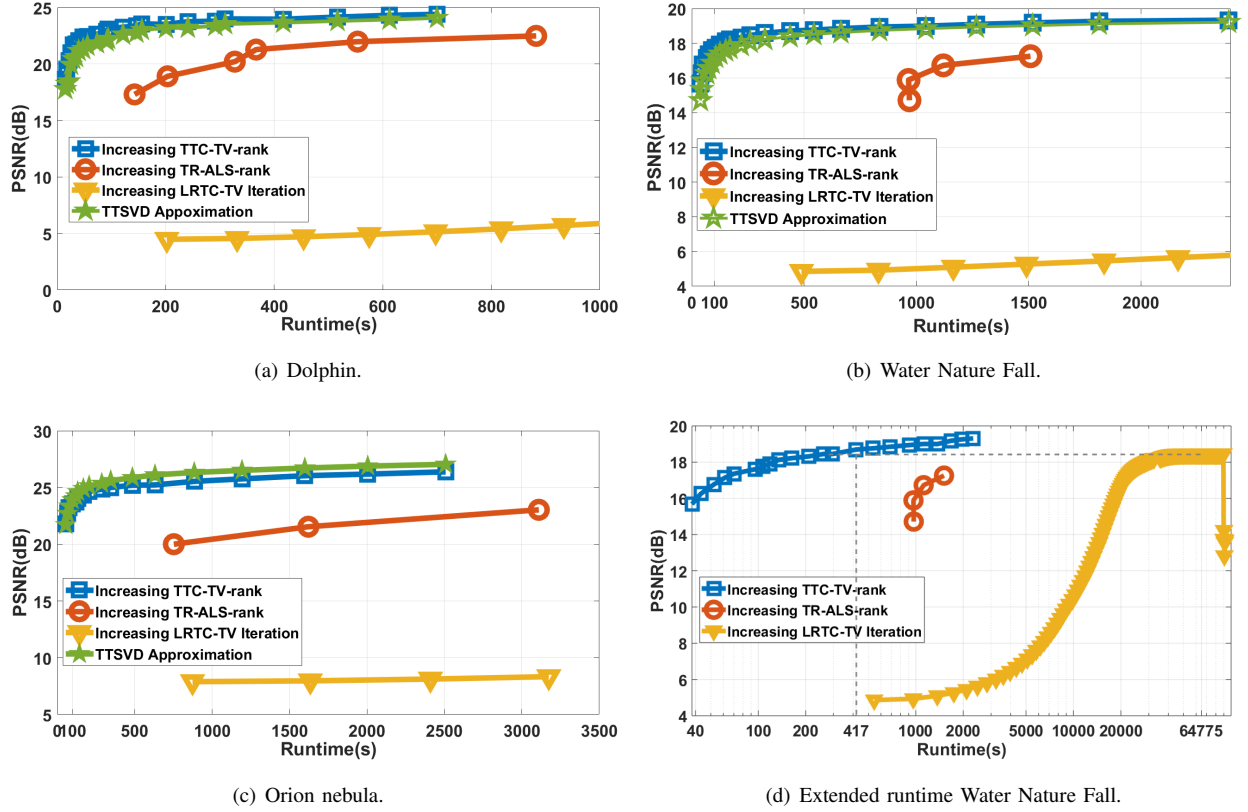 25
20
15
10
5
0
PSNR(dB)
Increasing TTC-TV-rank
Increasing TR-ALS-rank
Increasing LRTC-TV Iteration
TTSVD Appoximation
0 200 400 600 800 1000
Runtime(s)
(a) Dolphin.
20
18
16
14
12
10
8
6
4
PSNR(dB)
Increasing TTC-TV-rank
Increasing TR-ALS-rank
Increasing LRTC-TV Iteration
TTSVD Appoximation
0 100 500 1000 1500 2000
Runtime(s)
(b) Water Nature Fall.
30
25
20
15
10
5
PSNR(dB)
Increasing TTC-TV-rank
Increasing TR-ALS-rank
Increasing LRTC-TV Iteration
TTSVD Appoximation
0 100 500 1000 1500 2000 2500 3000 3500
Runtime(s)
(c) Orion nebula.
20
18
16
14
12
10
8
6
4
PSNR(dB)
Increasing TTC-TV-rank
Increasing TR-ALS-rank
Increasing LRTC-TV Iteration
40 100 200 417 1000 2000 5000 10000 20000 64775
Runtime(s)
(d) Extended runtime Water Nature Fall.